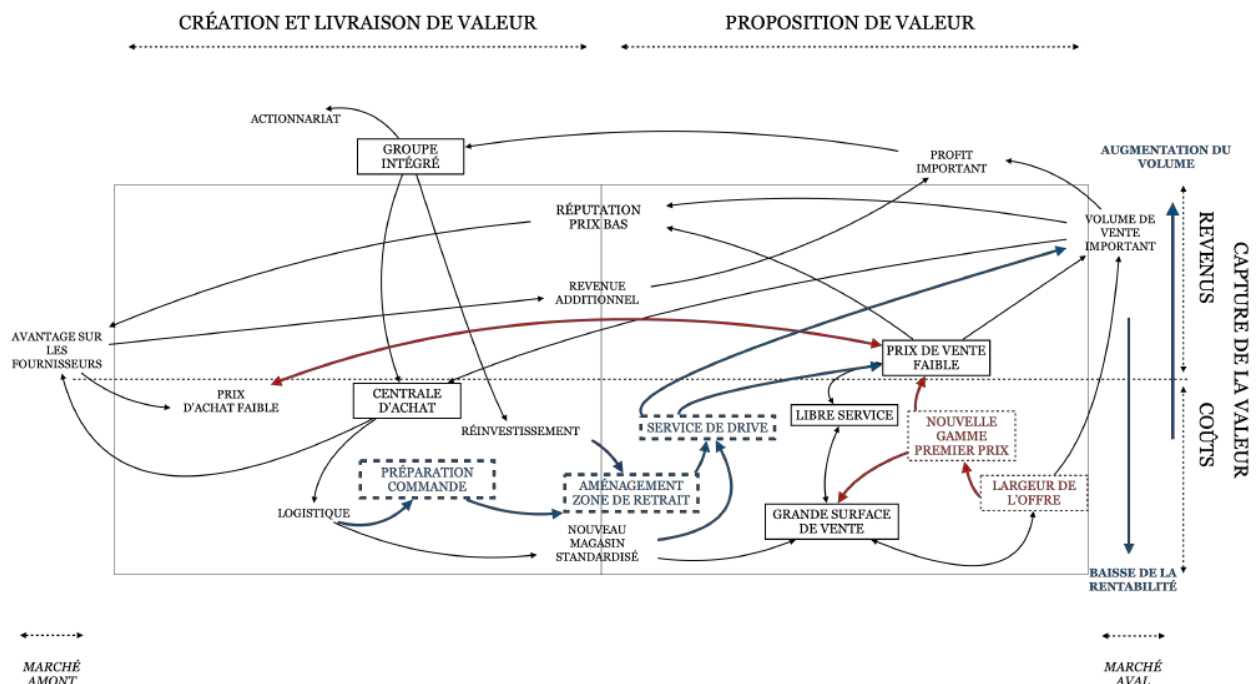 CRÉATION ET LIVRAISON DE VALEUR
PROPOSITION DE VALEUR
ACTIONNARIAT
GROUPE
INTÉGRÉ
PROFIT
IMPORTANT
AUGMENTATION DU
VOLUME
RÉPUTATION
PRIX BAS
VOLUME DE
VENTE
IMPORTANT
REVENUS
CAPTURE DE LA VALEUR
REVENUE
ADDITIONNEL
AVANTAGE SUR
LES
FOURNISSEURS
PRIX DE VENTE
FAIBLE
PRIX
D'ACHAT FAIBLE
CENTRALE
D'ACHAT
RÉINVESTISSEMENT
SERVICE DE DRIVE
LIBRE SERVICE
NOUVELLE
GAMME
PREMIER PRIX
COÛTS
PRÉPARATION
COMMANDE
AMÉNAGEMENT
ZONE DE RETRAIT
LARGEUR DE
L'OFFRE
LOGISTIQUE
NOUVEAU
MAGASIN
STANDARDISÉ
GRANDE SURFACE
DE VENTE
BAISSE DE LA
RENTABILITÉ
MARCHÉ
AMONT
MARCHÉ
AVAL